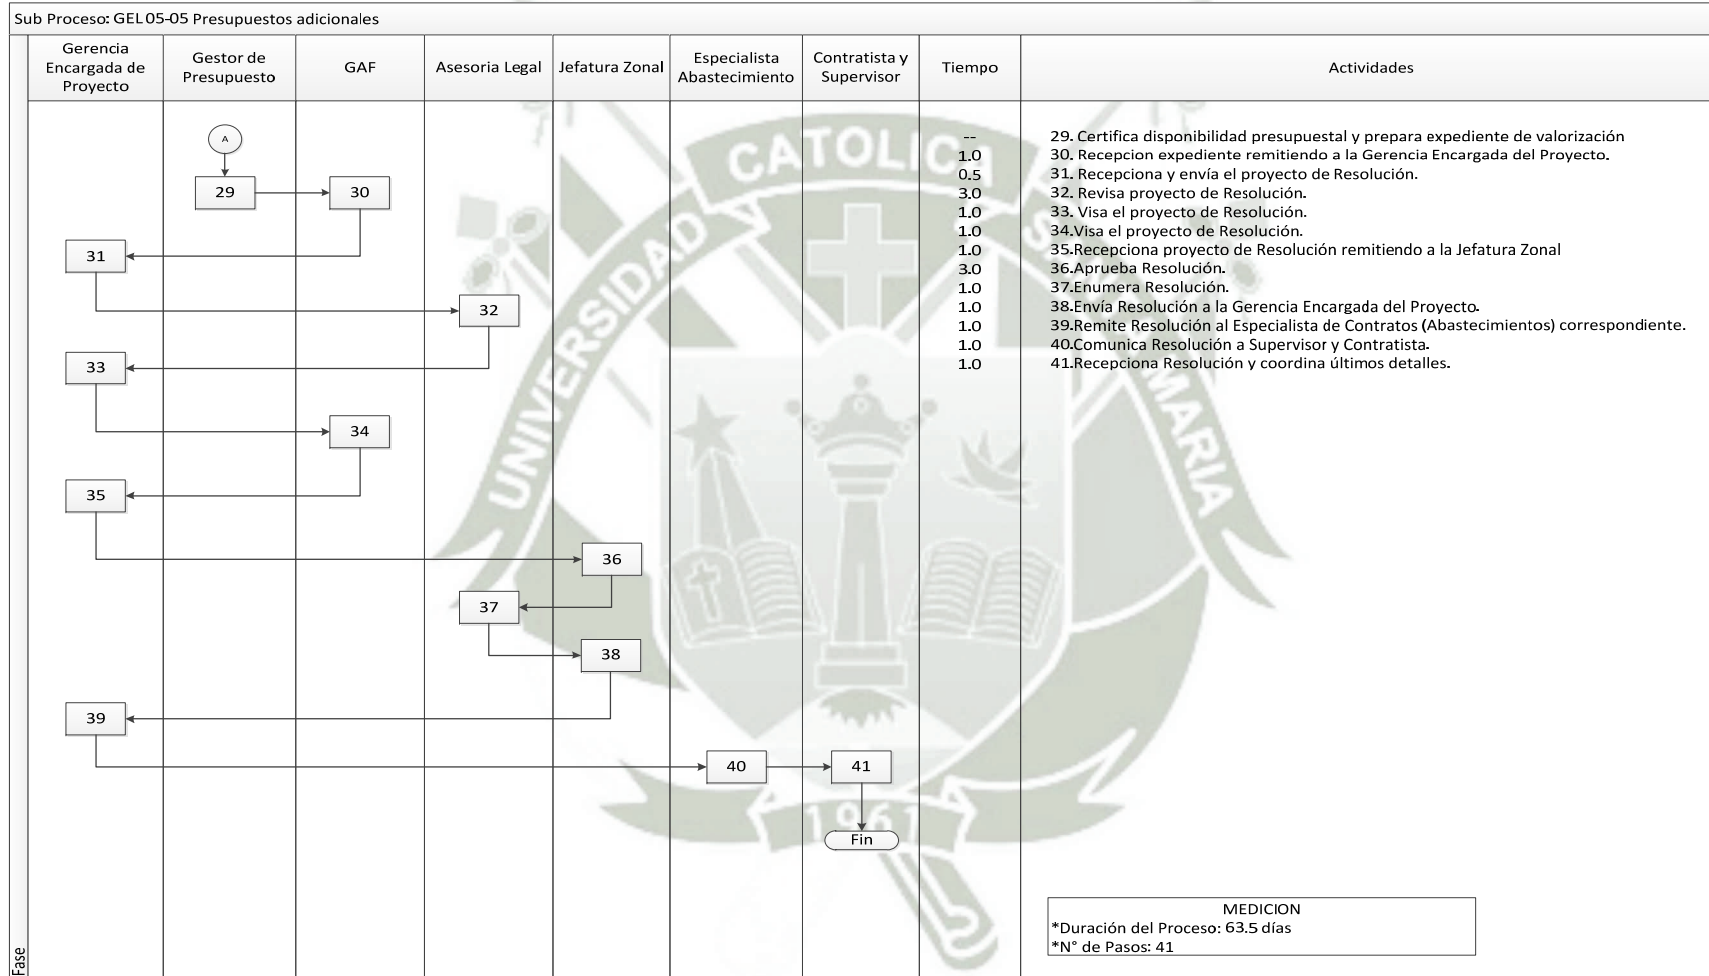 Sub Proceso: GEL 05-05 Presupuestos adicionales
Gerencia
Encargada de
Proyecto
Gestor de
Presupuesto
GAF
Asesoria Legal
Jefatura Zonal
Especialista
Abastecimiento
Contratista y
Supervisor
Tiempo
Actividades
A
29
30
31
32
33
34
35
36
37
38
39
40
41
Fin
-- 29. Certifica disponibilidad presupuestal y prepara expediente de valorización
1.0 30. Recepcion expediente remitiendo a la Gerencia Encargada del Proyecto.
0.5 31. Recepciona y envía el proyecto de Resolución.
3.0 32. Revisa proyecto de Resolución.
1.0 33. Visa el proyecto de Resolución.
1.0 34.Visa el proyecto de Resolución.
1.0 35.Recepciona proyecto de Resolución remitiendo a la Jefatura Zonal
3.0 36.Aprueba Resolución.
1.0 37.Enumera Resolución.
1.0 38.Envía Resolución a la Gerencia Encargada del Proyecto.
1.0 39.Remite Resolución al Especialista de Contratos (Abastecimientos) correspondiente.
1.0 40.Comunica Resolución a Supervisor y Contratista.
1.0 41.Recepciona Resolución y coordina últimos detalles.
MEDICION
*Duración del Proceso: 63.5 días
*N° de Pasos: 41
Fase
UNIVERSIDAD CATOLICA SANTA MARIA
1961